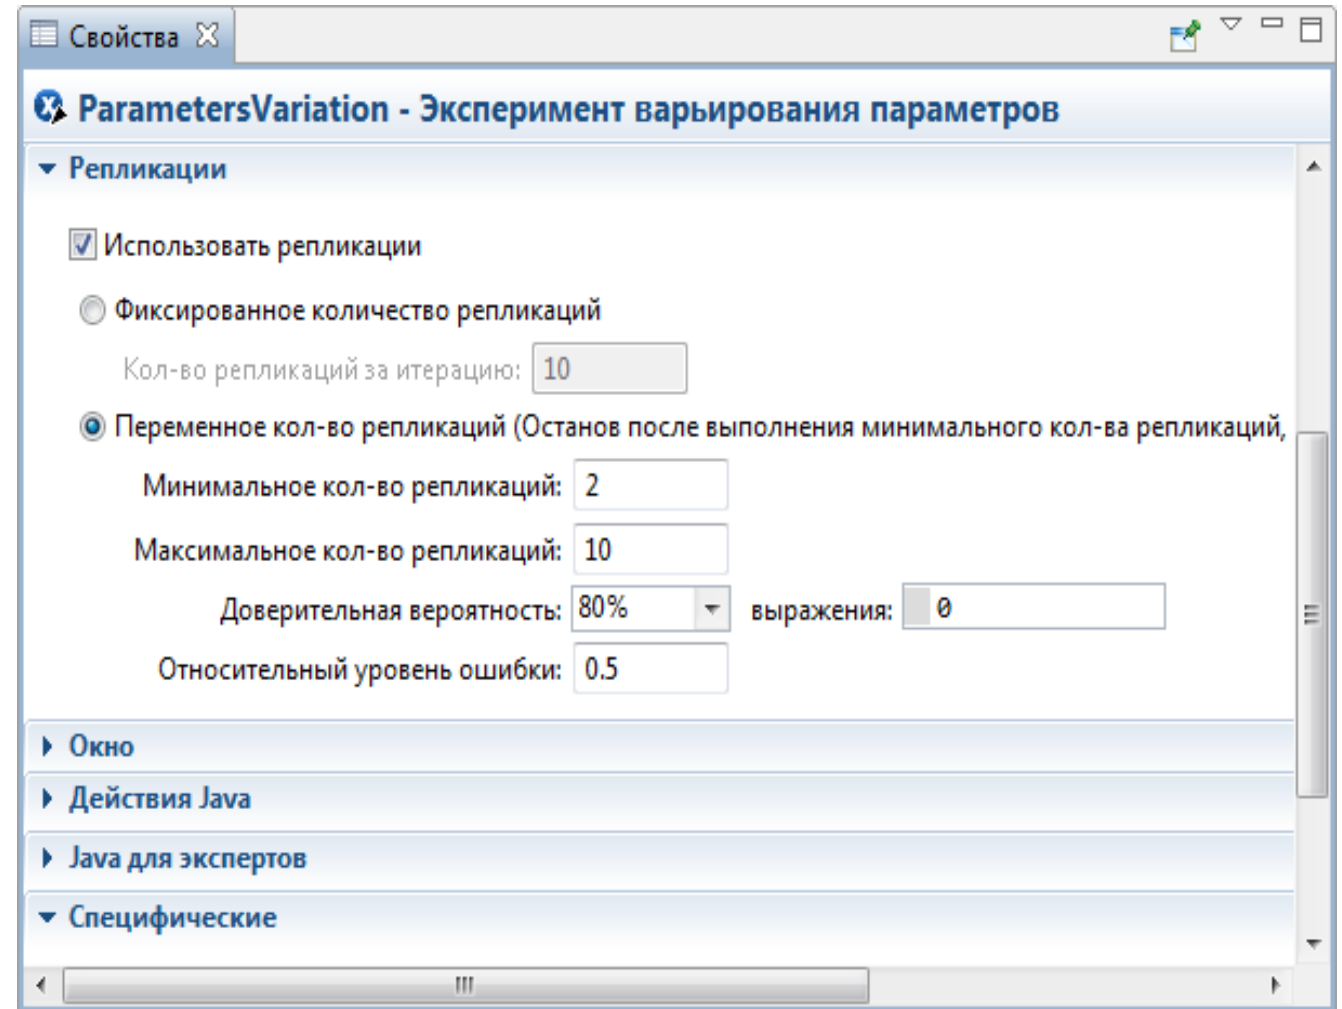 Свойства
ParametersVariation - Эксперимент варьирования параметров
Репликации
Использовать репликации
Фиксированное количество репликаций
Кол-во репликаций за итерацию: 10
Переменное кол-во репликаций (Останов после выполнения минимального кол-ва репликаций,
Минимальное кол-во репликаций: 2
Максимальное кол-во репликаций: 10
Доверительная вероятность: 80% выражения: 0
Относительный уровень ошибки: 0.5
Окно
Действия Java
Java для экспертов
Специфические